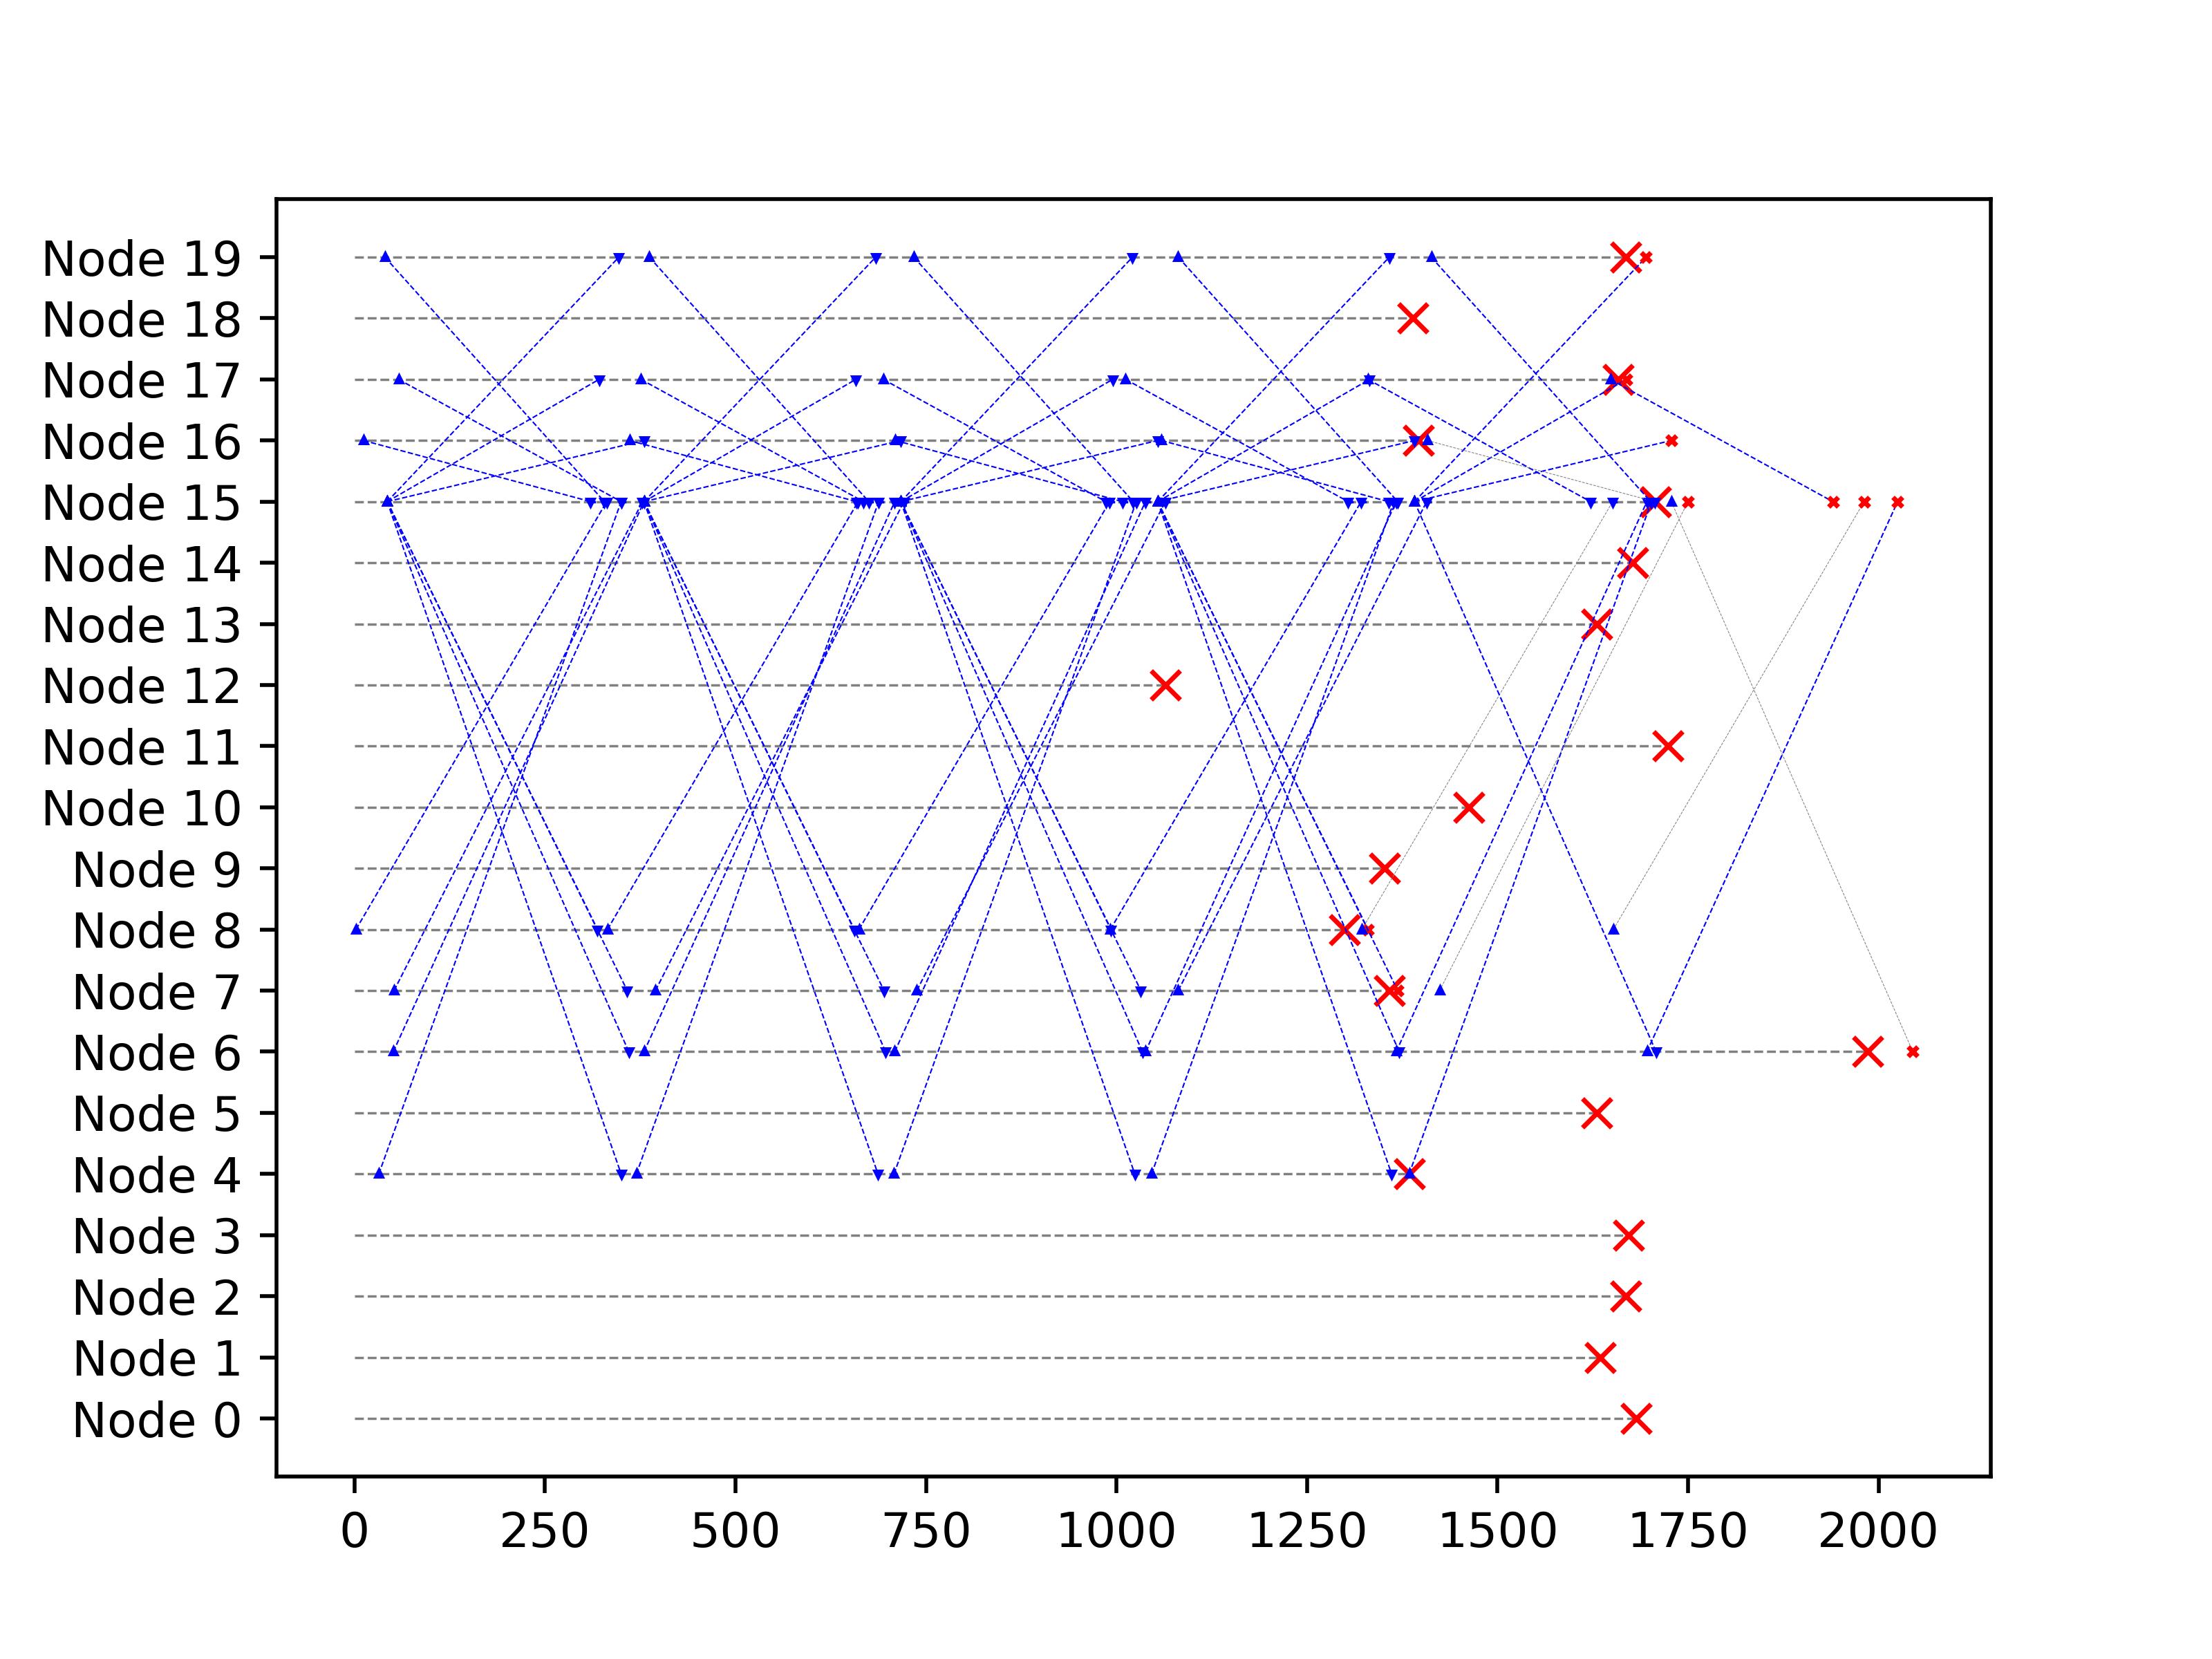 Node 19
Node 18
Node 17
Node 16
Node 15
Node 14
Node 13
Node 12
Node 11
Node 10
Node 9
Node 8
Node 7
Node 6
Node 5
Node 4
Node 3
Node 2
Node 1
Node 0
0 250 500 750 1000 1250 1500 1750 2000